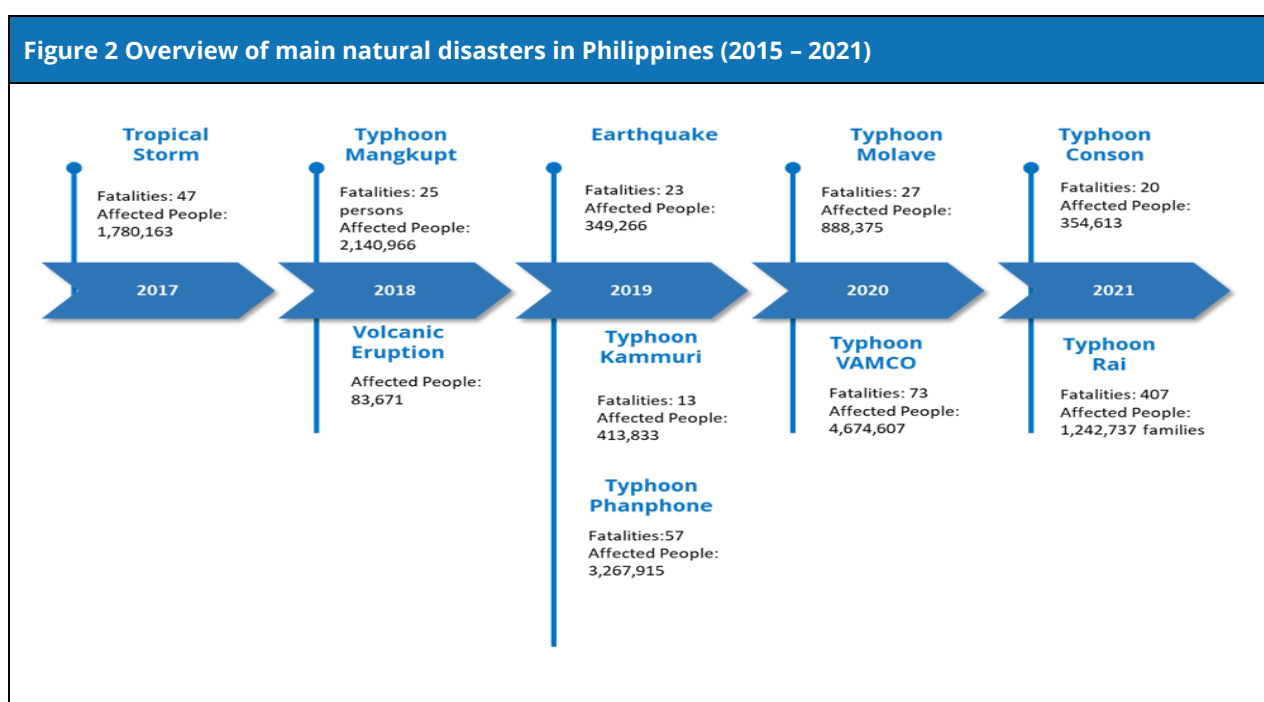 Figure 2 Overview of main natural disasters in Philippines (2015 – 2021)
Tropical
Storm
Fatalities: 47
Affected People:
1,780,163
Typhoon
Mangkupt
Fatalities: 25
persons
Affected People:
2,140,966
Earthquake
Fatalities: 23
Affected People:
349,266
Typhoon
Molave
Fatalities: 27
Affected People:
888,375
Typhoon
Conson
Fatalities: 20
Affected People:
354,613
2017
2018
2019
2020
2021
Volcanic
Eruption
Affected People:
83,671
Typhoon
Kammuri
Fatalities: 13
Affected People:
413,833
Typhoon
Phanphone
Fatalities:57
Affected People:
3,267,915
Typhoon
VAMCO
Fatalities: 73
Affected People:
4,674,607
Typhoon
Rai
Fatalities: 407
Affected People:
1,242,737 families